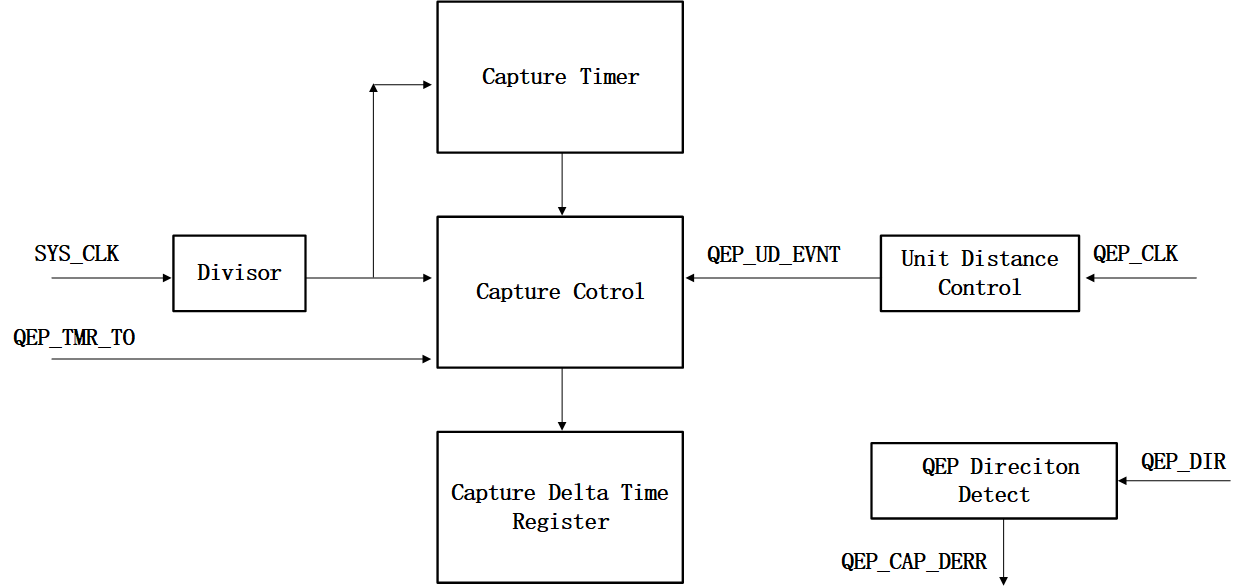 Capture Timer
SYS_CLK
Divisor
QEP_TMR_TO
Capture Cotrol
QEP_UD_EVNT
Unit Distance
Control
QEP_CLK
Capture Delta Time
Register
QEP Direciton
Detect
QEP_DIR
QEP_CAP_DERR